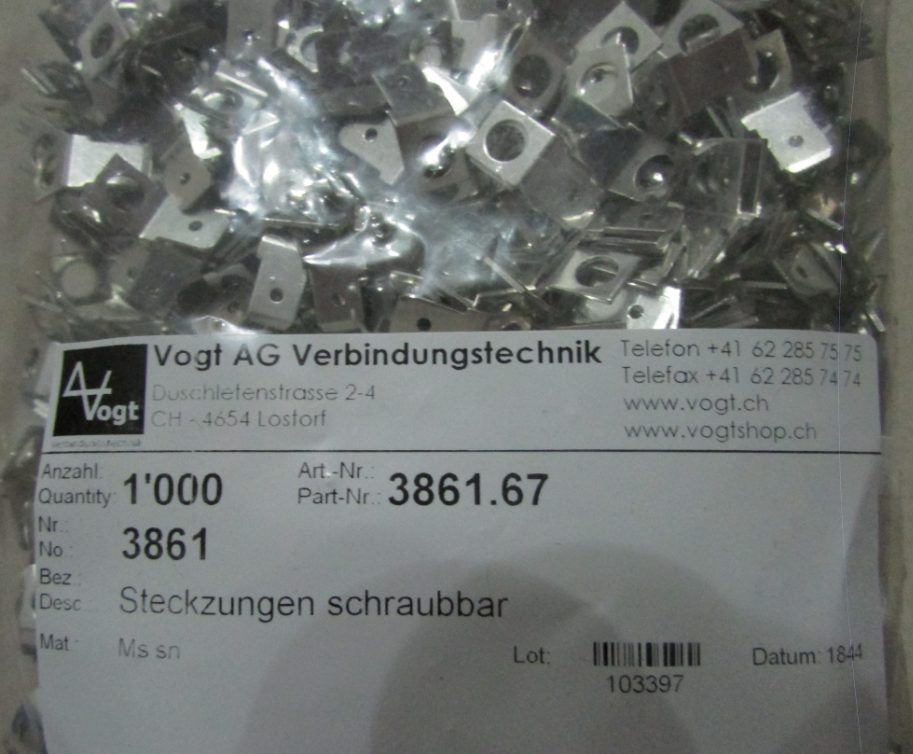 Vogt
Verbindungstechnik
Vogt AG Verbindungstechnik
Duschletenstrasse 2-4
CH - 4654 Lostorf
Telefon +41 62 285 75 75
Telefax +41 62 285 74 74
www.vogt.ch
www.vogtshop.ch
Anzahl:
Quantity: 1'000
Art.-Nr.:
Part-Nr.: 3861.67
Nr.:
No.: 3861
Bez.:
Desc. Steckzungen schraubbar
Mat.: Ms sn
Lot:
103397
Datum: 1844